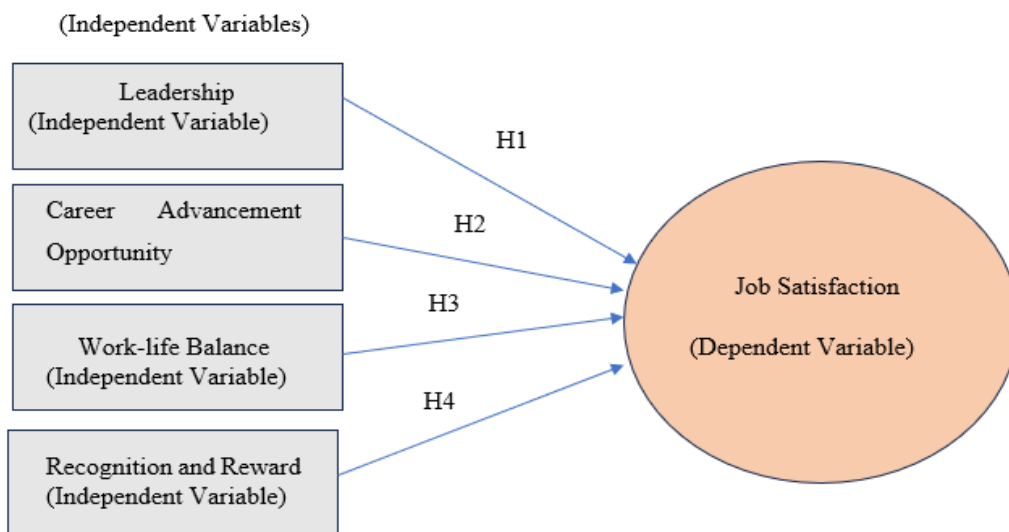 (Independent Variables)
Leadership
(Independent Variable)
H1
Career Advancement
Opportunity
H2
Work-life Balance
(Independent Variable)
H3
Recognition and Reward
(Independent Variable)
H4
Job Satisfaction
(Dependent Variable)